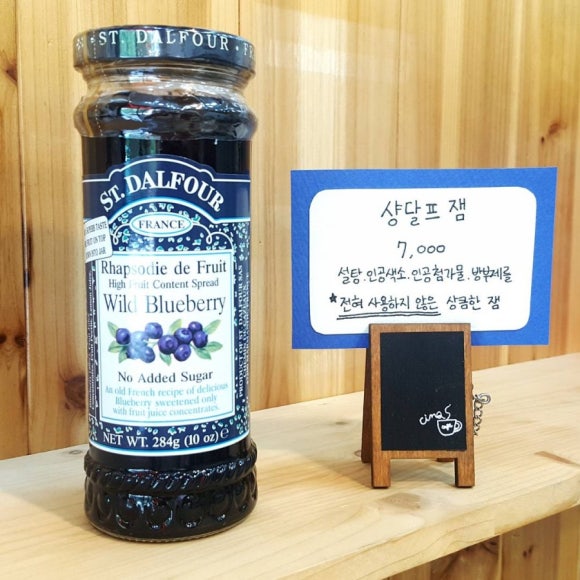 ST. DALFOUR
ST. DALFOUR
FRANCE
Rhapsodie de Fruit
High Fruit Content Spread
Wild Blueberry
No Added Sugar
An old French recipe of delicious
Blueberry sweetened only
with fruit juice concentrates.
NET WT. 284g (10 oz) e
샹달프 잼
7,000
설탕.인공색소.인공첨가물.방부제를
★전혀 사용하지 않은 상큼한 잼